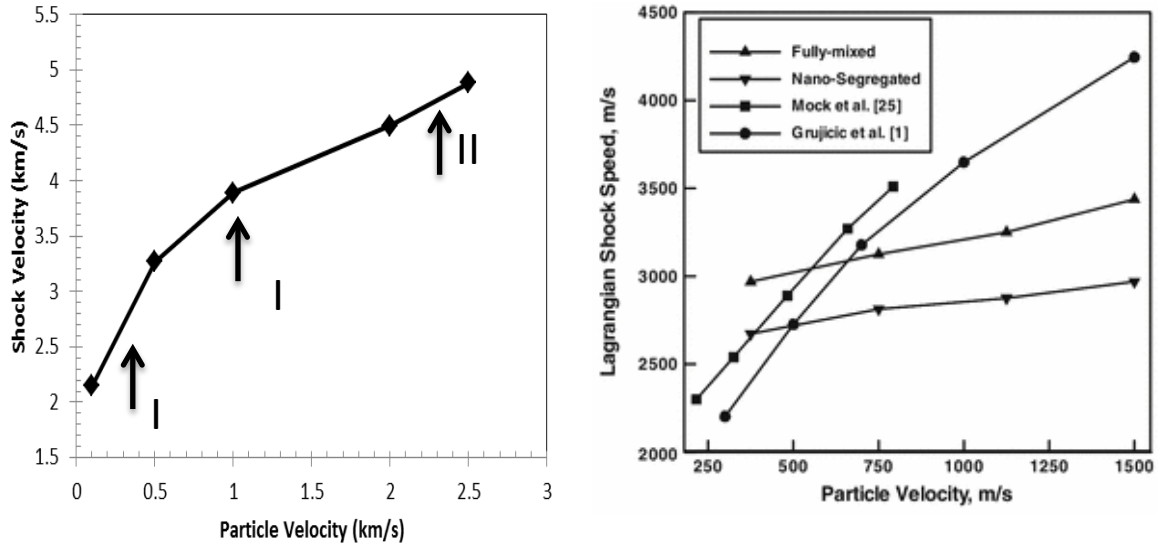 5.5
5
4.5
4
3.5
3
2.5
2
1.5
Shock Velocity (km/s)
I
I
II
0 0.5 1 1.5 2 2.5 3
Particle Velocity (km/s)
4500
4000
3500
3000
2500
2000
Lagrangian Shock Speed, m/s
Fully-mixed
Nano-Segregated
Mock et al. [25]
Grujicic et al. [1]
250 500 750 1000 1250 1500
Particle Velocity, m/s